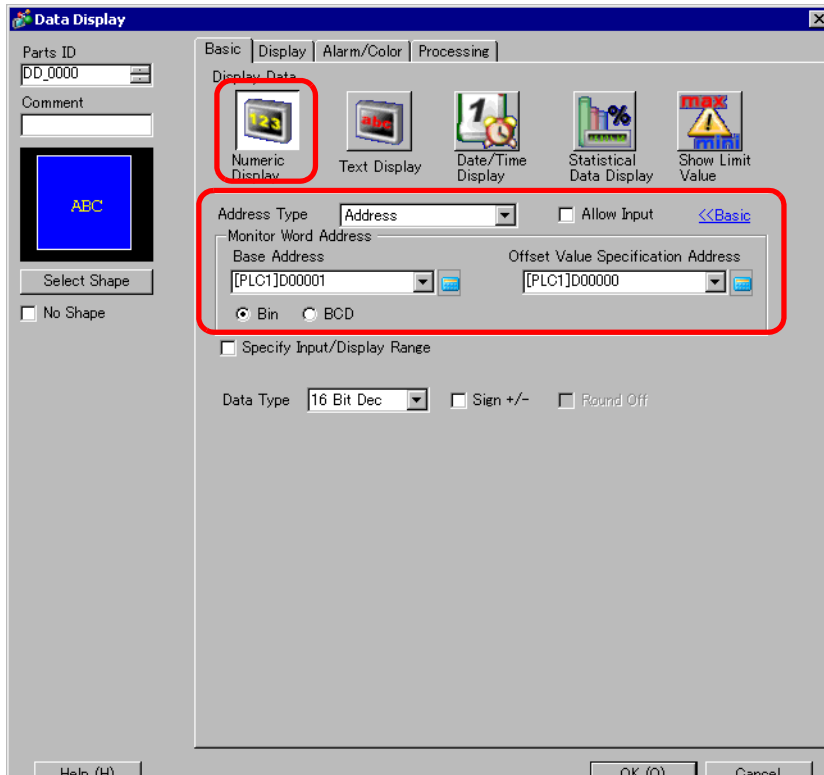 Data Display
Parts ID
DD_0000
Comment
ABC
Select Shape
No Shape
Basic Display Alarm/Color Processing
Display Data
123
abc
1
%
max
mini
Numeric Display
Text Display
Date/Time Display
Statistical Data Display
Show Limit Value
Address Type Address Allow Input <<Basic
Monitor Word Address
Base Address Offset Value Specification Address
[PLC1]D00001 [PLC1]D00000
Bin BCD
Specify Input/Display Range
Data Type 16 Bit Dec Sign +/- Round Off
Help (H) OK (O) Cancel